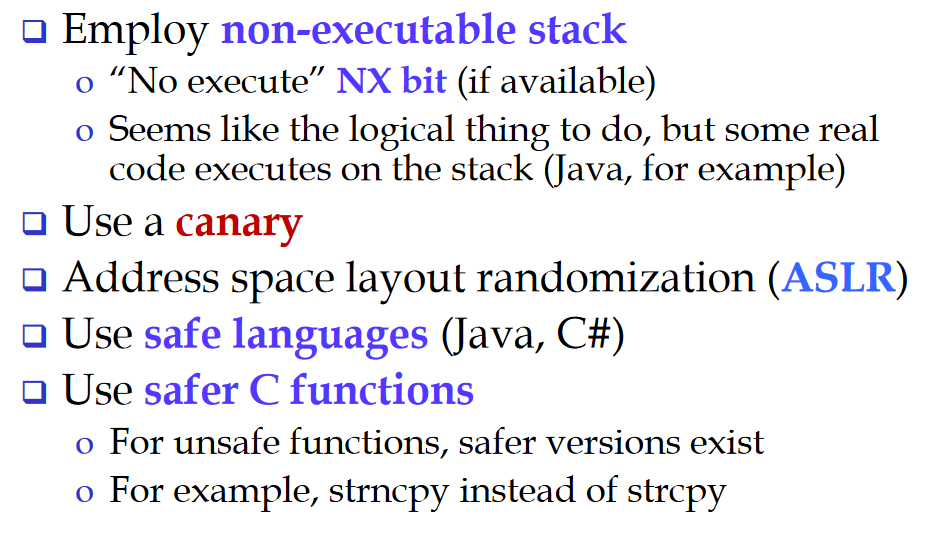 ❑ Employ non-executable stack
o “No execute” NX bit (if available)
o Seems like the logical thing to do, but some real
code executes on the stack (Java, for example)
❑ Use a canary
❑ Address space layout randomization (ASLR)
❑ Use safe languages (Java, C#)
❑ Use safer C functions
o For unsafe functions, safer versions exist
o For example, strncpy instead of strcpy